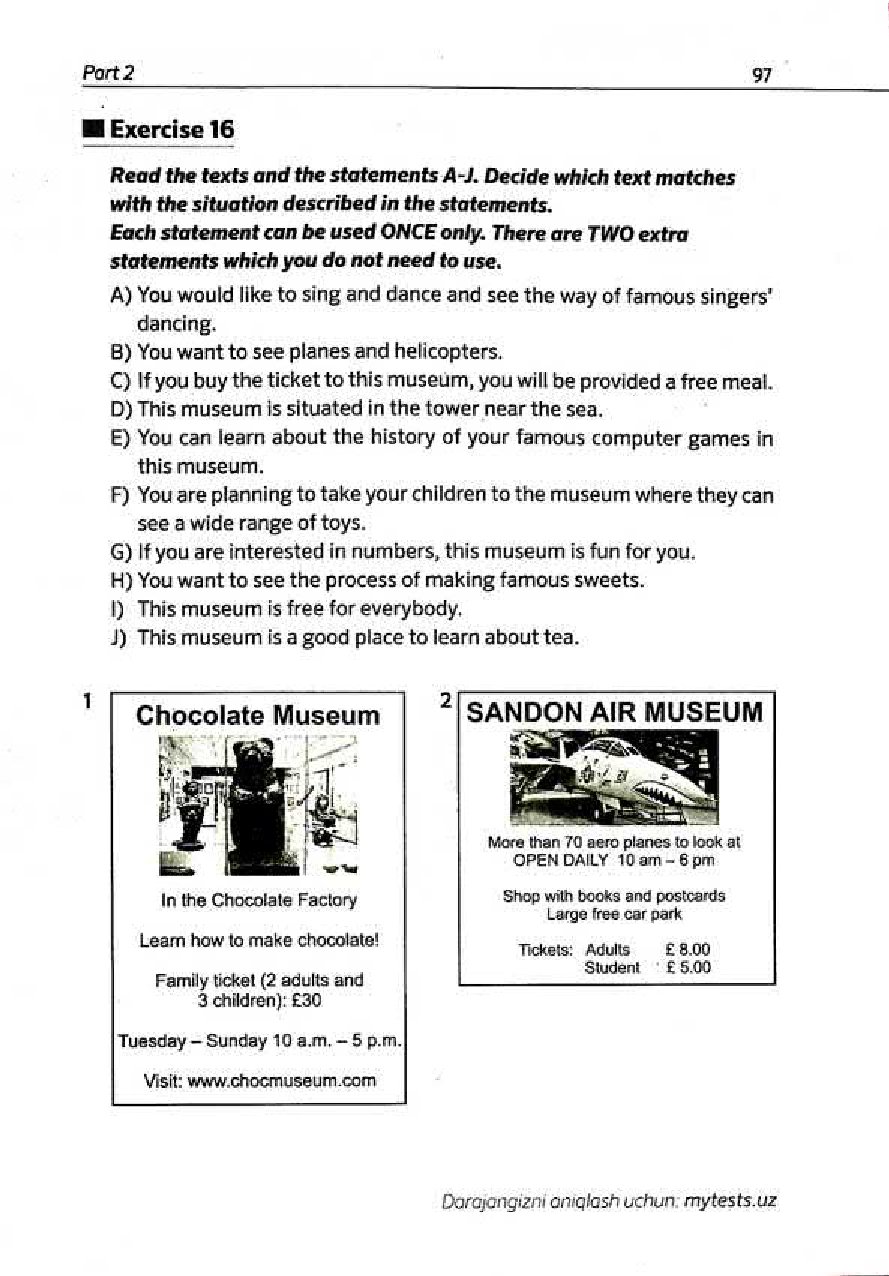 Part 2
97
Exercise 16
Read the texts and the statements A-J. Decide which text matches
with the situation described in the statements.
Each statement can be used ONCE only. There are TWO extra
statements which you do not need to use.
A) You would like to sing and dance and see the way of famous singers'
dancing.
B) You want to see planes and helicopters.
C) If you buy the ticket to this museum, you will be provided a free meal.
D) This museum is situated in the tower near the sea.
E) You can learn about the history of your famous computer games in
this museum.
F) You are planning to take your children to the museum where they can
see a wide range of toys.
G) If you are interested in numbers, this museum is fun for you.
H) You want to see the process of making famous sweets.
I) This museum is free for everybody.
J) This museum is a good place to learn about tea.
1
Chocolate Museum
In the Chocolate Factory
Learn how to make chocolate!
Family ticket (2 adults and
3 children): £30
Tuesday – Sunday 10 a.m. – 5 p.m.
Visit: www.chocmuseum.com
2
SANDON AIR MUSEUM
More than 70 aero planes to look at
OPEN DAILY 10 am – 6 pm
Shop with books and postcards
Large free car park
Tickets: Adults £ 8.00
Student £ 5.00
Darajangizni aniqlash uchun: mytests.uz